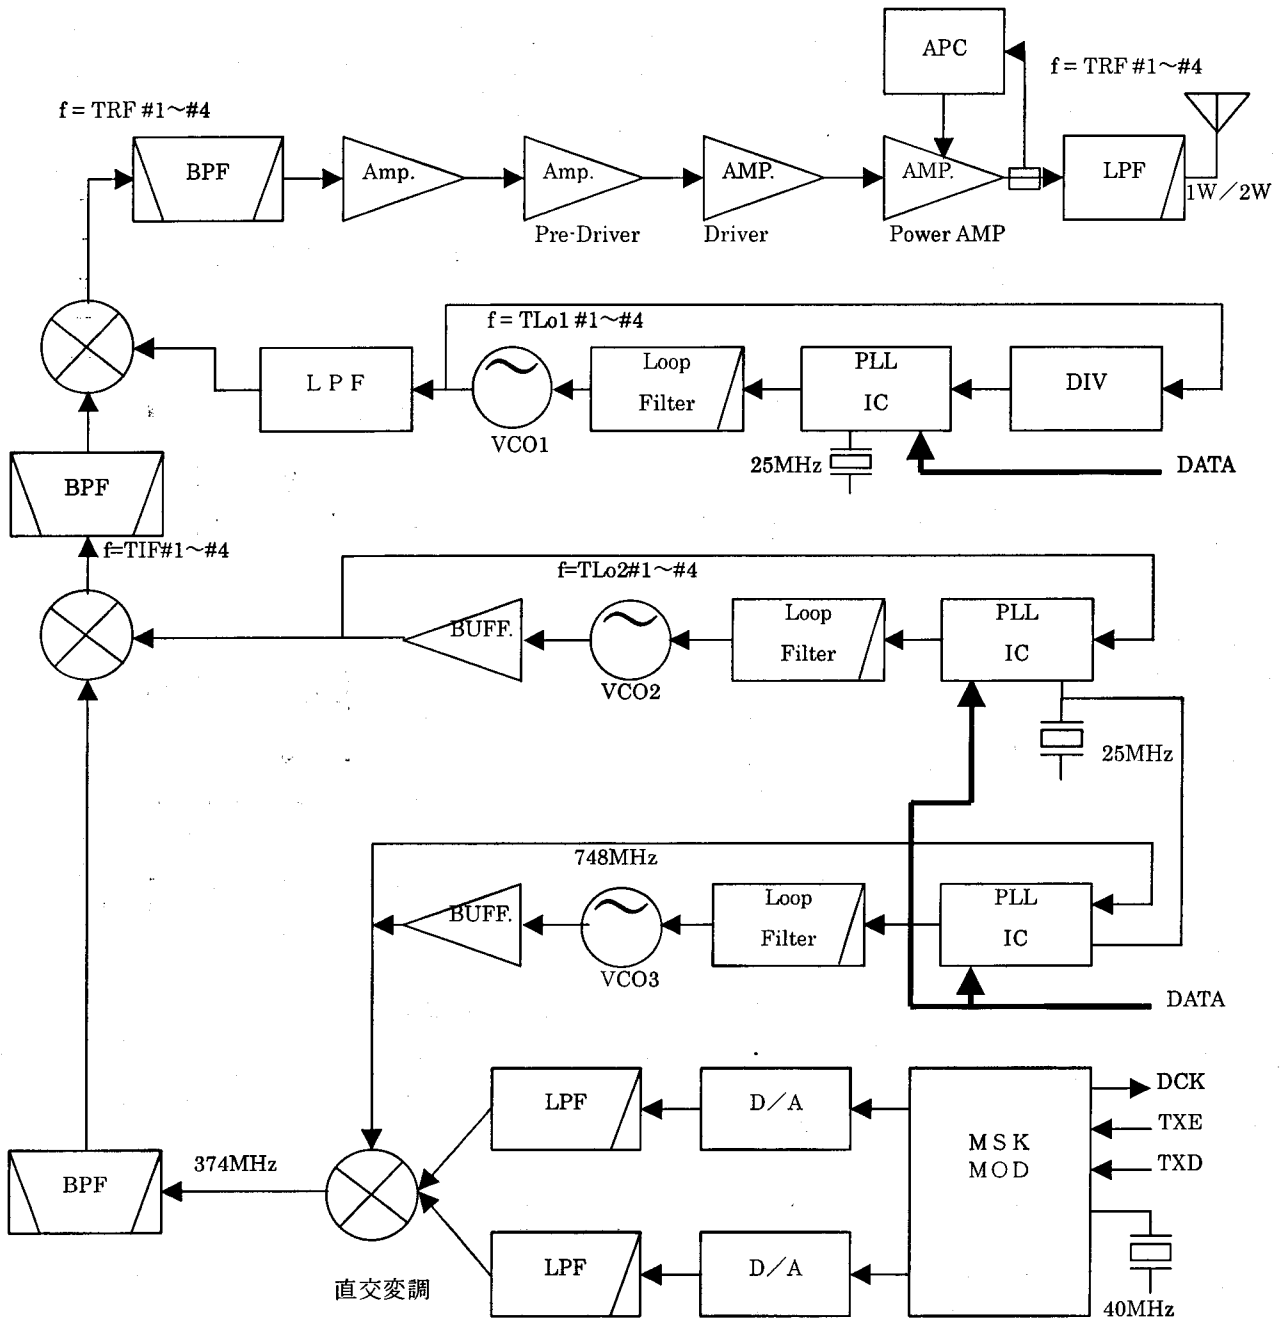 APC
f = TRF #1～#4
f = TRF #1～#4
BPF
Amp.
Amp.
AMP.
AMP.
LPF
1W／2W
Pre-Driver
Driver
Power AMP
f = TLo1 #1～#4
LPF
VCO1
Loop
Filter
PLL
IC
DIV
25MHz
DATA
BPF
f=TIF#1～#4
f=TLo2#1～#4
BUFF.
VCO2
Loop
Filter
PLL
IC
25MHz
748MHz
BUFF.
VCO3
Loop
Filter
PLL
IC
DATA
LPF
D／A
MSK
MOD
DCK
TXE
TXD
BPF
374MHz
直交変調
LPF
D／A
40MHz